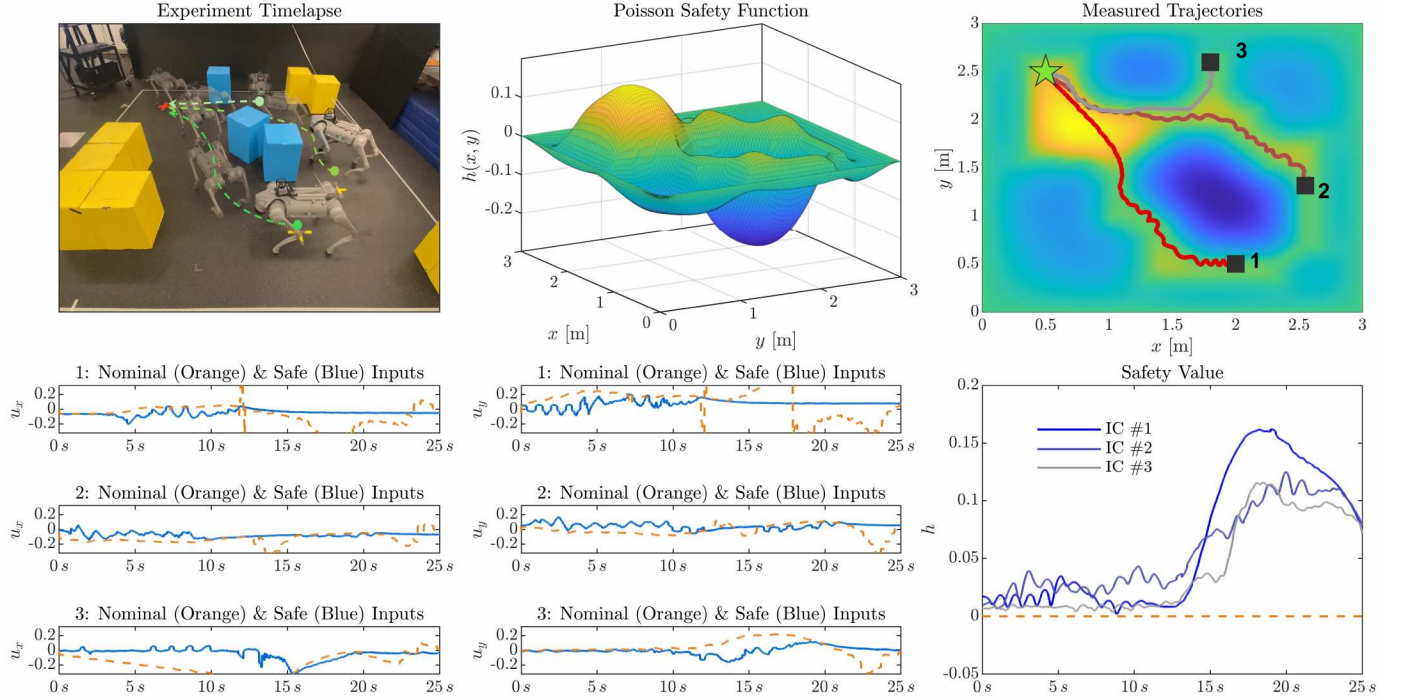 Experiment Timelapse
Poisson Safety Function
0.1
0
-0.1
-0.2
h(x, y)
3
2
1
0
x [m]
0
1
2
3
y [m]
Measured Trajectories
3
2.5
2
1.5
1
0.5
0
y [m]
3
2
1
0
0.5
1
1.5
2
2.5
3
x [m]
1: Nominal (Orange) & Safe (Blue) Inputs
u_x
0.2
0
-0.2
0 s
5 s
10 s
15 s
20 s
25 s
1: Nominal (Orange) & Safe (Blue) Inputs
u_y
0.2
0
-0.2
0 s
5 s
10 s
15 s
20 s
25 s
2: Nominal (Orange) & Safe (Blue) Inputs
u_x
0.2
0
-0.2
0 s
5 s
10 s
15 s
20 s
25 s
2: Nominal (Orange) & Safe (Blue) Inputs
u_y
0.2
0
-0.2
0 s
5 s
10 s
15 s
20 s
25 s
3: Nominal (Orange) & Safe (Blue) Inputs
u_x
0.2
0
-0.2
0 s
5 s
10 s
15 s
20 s
25 s
3: Nominal (Orange) & Safe (Blue) Inputs
u_y
0.2
0
-0.2
0 s
5 s
10 s
15 s
20 s
25 s
Safety Value
0.2
0.15
0.1
0.05
0
-0.05
h
IC #1
IC #2
IC #3
0 s
5 s
10 s
15 s
20 s
25 s